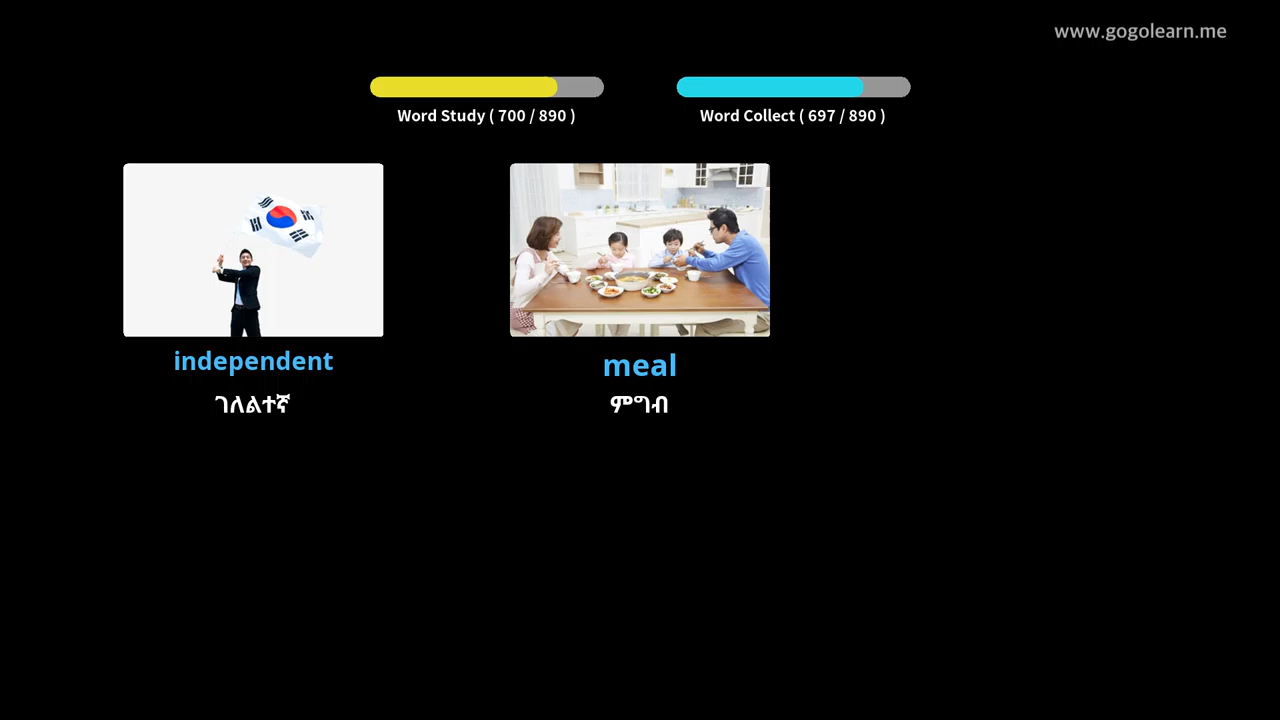 www.gogolearn.me
Word Study ( 700 / 890 )
Word Collect ( 697 / 890 )
independent
meal
ገለልተኛ
ምግብ